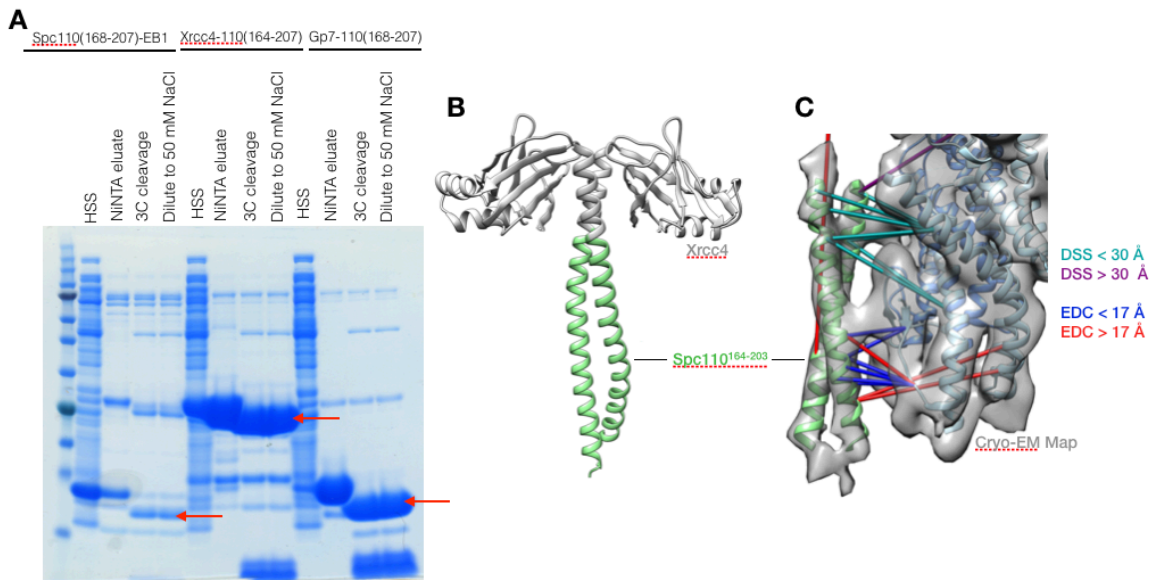 A
Spc110(168-207)-EB1 Xrcc4-110(164-207) Gp7-110(168-207)
HSS
NiNTA eluate
3C cleavage
Dilute to 50 mM NaCl
HSS
NiNTA eluate
3C cleavage
Dilute to 50 mM NaCl
HSS
NiNTA eluate
3C cleavage
Dilute to 50 mM NaCl
B
Xrcc4
Spc110164-203
C
DSS < 30 Å
DSS > 30 Å
EDC < 17 Å
EDC > 17 Å
Cryo-EM Map